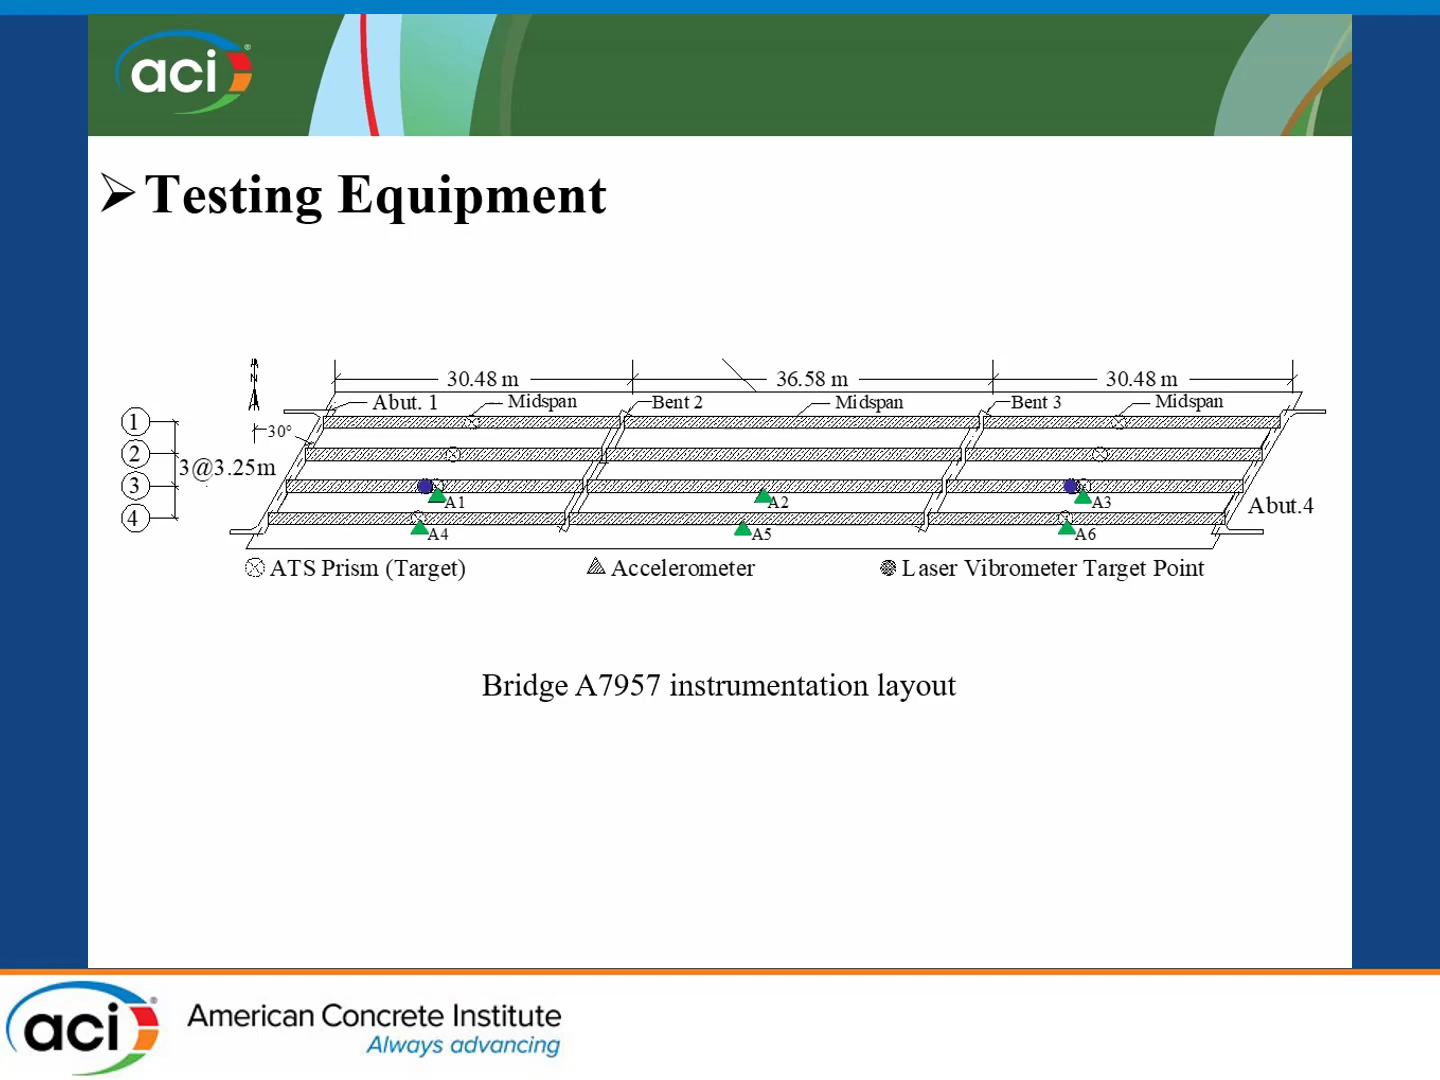 aci®
➢Testing Equipment
30.48 m 36.58 m 30.48 m
N
Abut. 1 Midspan Bent 2 Midspan Bent 3 Midspan
1
30°
2
3@3.25m
3
A1 A2 A3
Abut.4
4
A4 A5 A6
ATS Prism (Target) Accelerometer Laser Vibrometer Target Point
Bridge A7957 instrumentation layout
aci®
American Concrete Institute
Always advancing